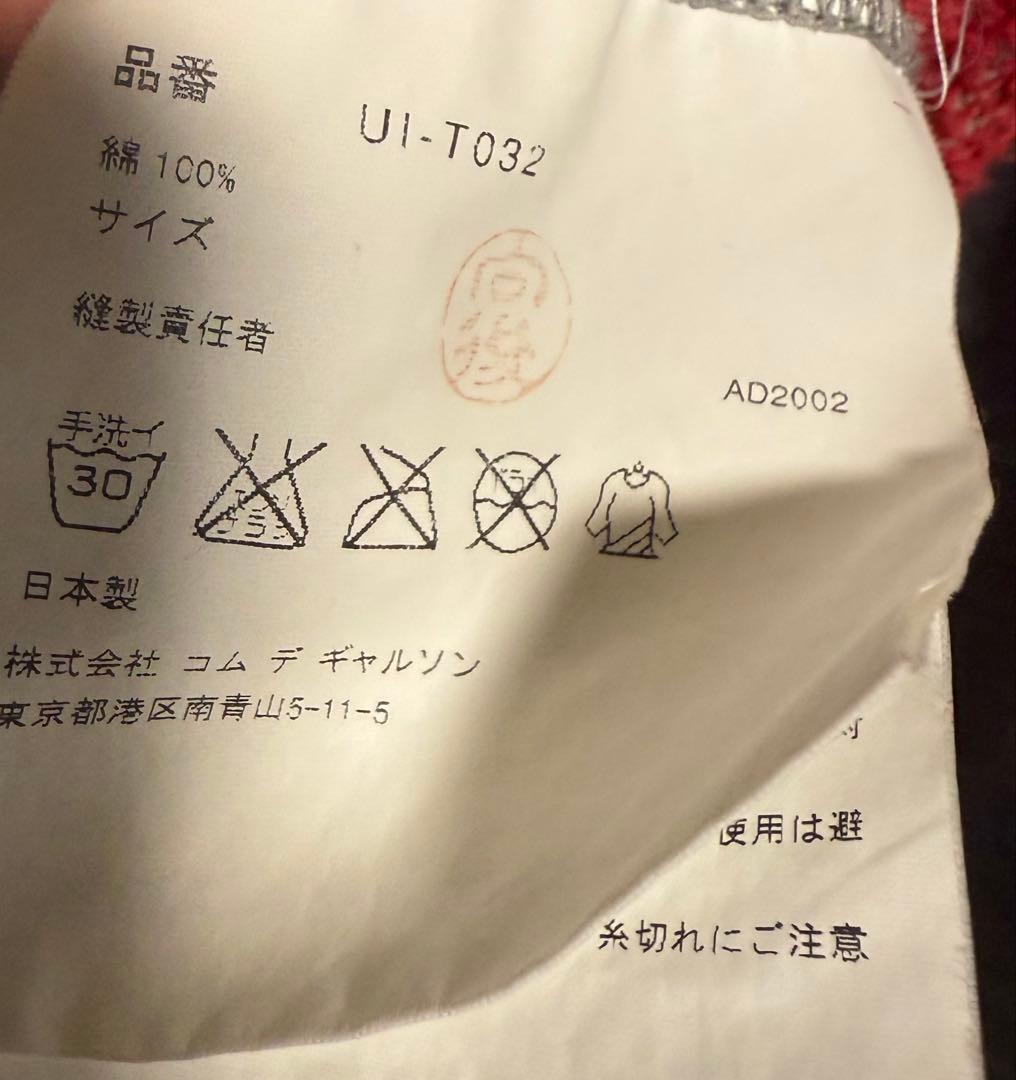 品番
UI-T032
綿 100%
サイズ
縫製責任者
AD2002
手洗イ
30
日本製
株式会社 コム デ ギャルソン
東京都港区南青山5-11-5
使用は避
糸切れにご注意